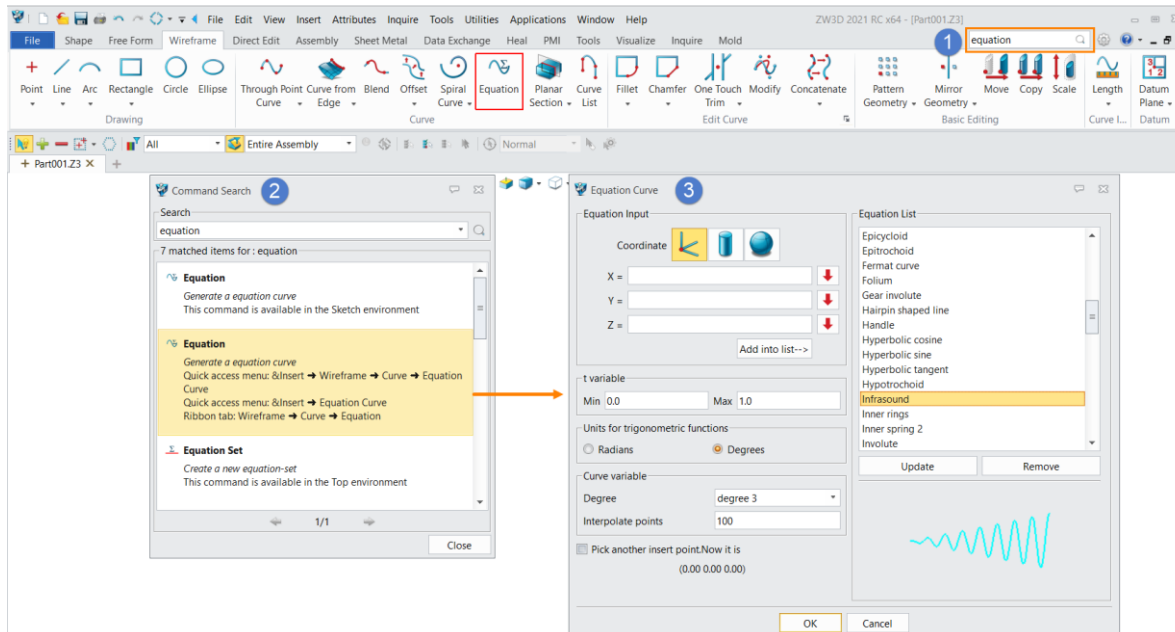 File Edit View Insert Attributes Inquire Tools Utilities Applications Window Help ZW3D 2021 RC x64 - [Part001.Z3]
File Shape Free Form Wireframe Direct Edit Assembly Sheet Metal Data Exchange Heal PMI Tools Visualize Inquire Mold 1 equation
Point Line Arc Rectangle Circle Ellipse Through Point Curve from Blend Offset Spiral Equation Planar Curve Fillet Chamfer One Touch Modify Concatenate Pattern Mirror Move Copy Scale Length Datum
Curve Edge Curve Section List Trim Geometry Geometry Plane
Drawing Curve Edit Curve Basic Editing Curve I... Datum
All Entire Assembly Normal
+ Part001.Z3 X +
Command Search 2
Search
equation
7 matched items for : equation
Equation
Generate a equation curve
This command is available in the Sketch environment
Equation
Generate a equation curve
Quick access menu: &Insert ➔ Wireframe ➔ Curve ➔ Equation
Curve
Quick access menu: &Insert ➔ Equation Curve
Ribbon tab: Wireframe ➔ Curve ➔ Equation
Equation Set
Create a new equation-set
This command is available in the Top environment
1/1
Close
Equation Curve 3
Equation Input
Coordinate
X =
Y =
Z =
Add into list-->
t variable
Min 0.0 Max 1.0
Units for trigonometric functions
Radians Degrees
Curve variable
Degree degree 3
Interpolate points 100
Pick another insert point.Now it is
(0.00 0.00 0.00)
Equation List
Epicycloid
Epitrochoid
Fermat curve
Folium
Gear involute
Hairpin shaped line
Handle
Hyperbolic cosine
Hyperbolic sine
Hyperbolic tangent
Hypotrochoid
Infrasound
Inner rings
Inner spring 2
Involute
Update Remove
OK Cancel